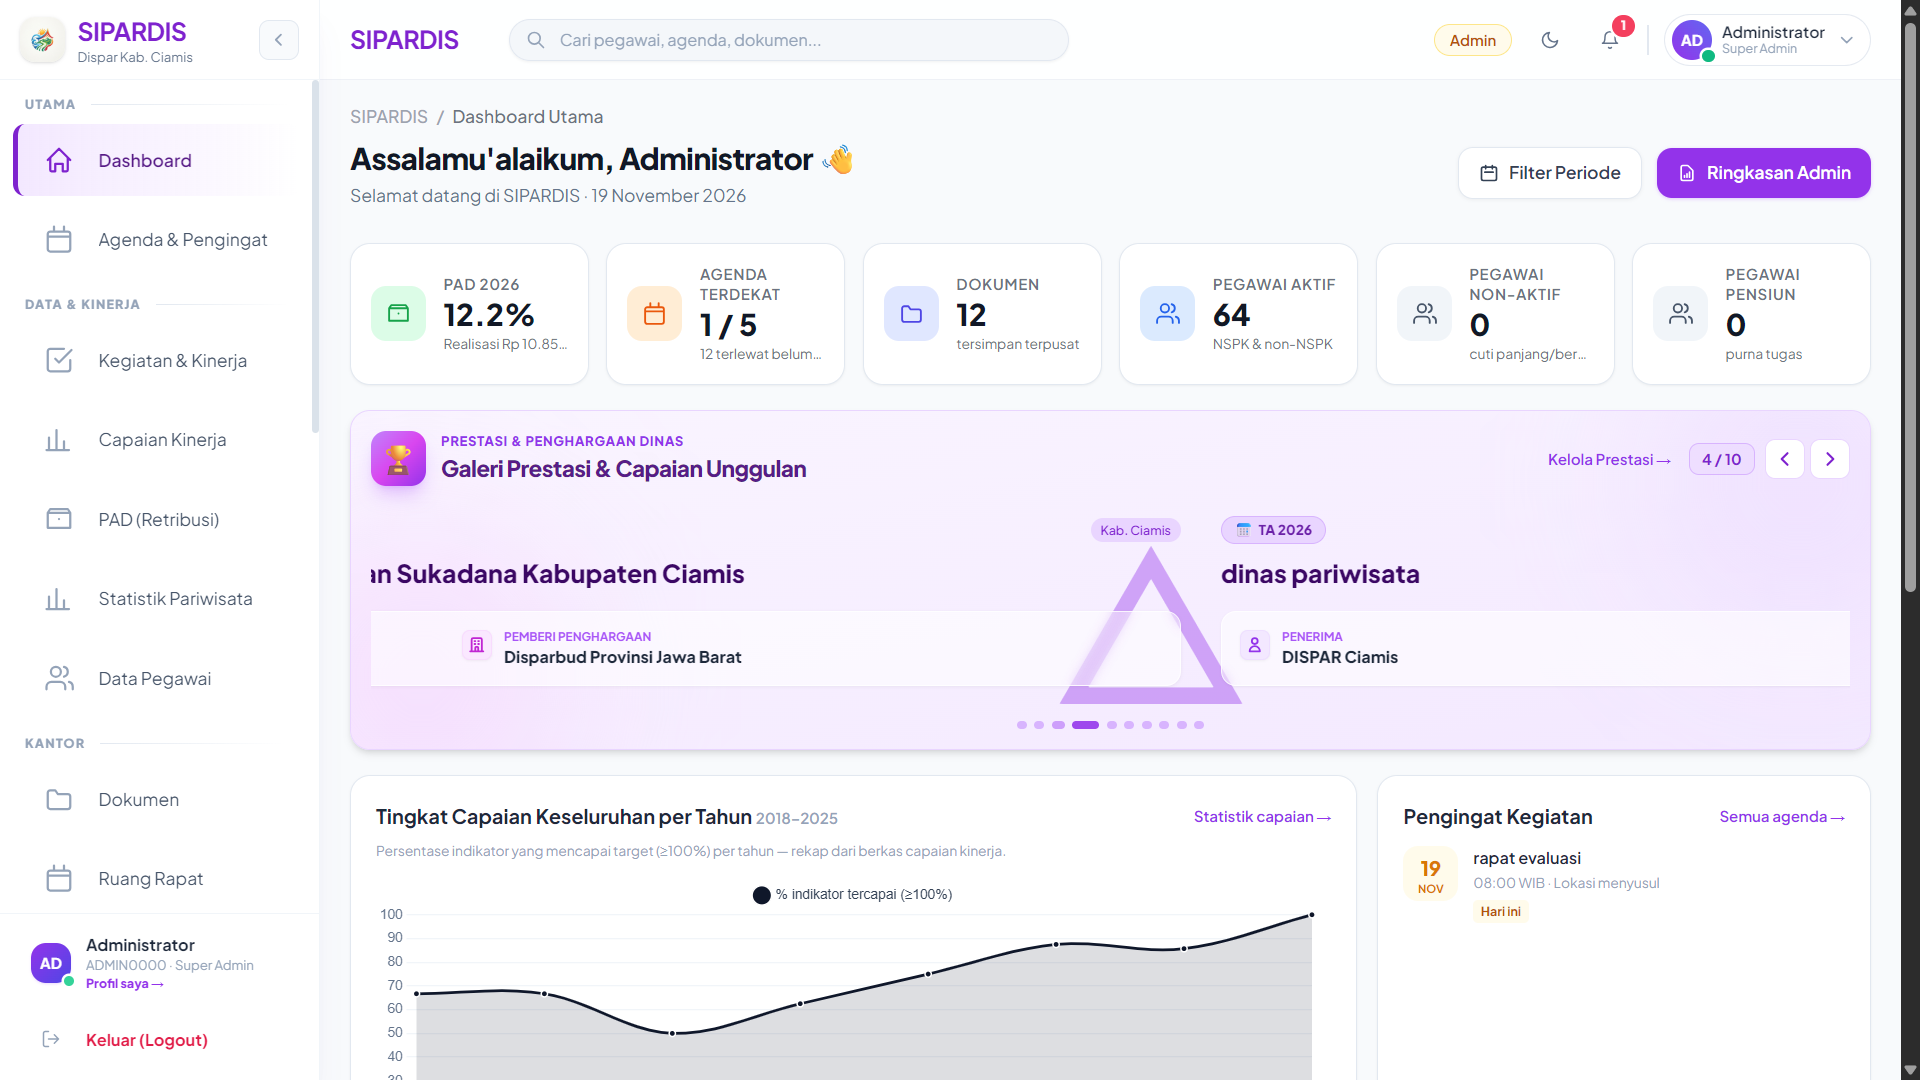 SIPARDIS
Dispar Kab. Ciamis
UTAMA
Dashboard
Agenda & Pengingat
DATA & KINERJA
Kegiatan & Kinerja
Capaian Kinerja
PAD (Retribusi)
Statistik Pariwisata
Data Pegawai
KANTOR
Dokumen
Ruang Rapat
AD
Administrator
ADMIN0000 · Super Admin
Profil saya →
Keluar (Logout)
SIPARDIS
Cari pegawai, agenda, dokumen...
Admin
1
AD
Administrator
Super Admin
SIPARDIS / Dashboard Utama
Assalamu'alaikum, Administrator 👋
Selamat datang di SIPARDIS · 19 November 2026
Filter Periode
Ringkasan Admin
PAD 2026
12.2%
Realisasi Rp 10.85...
AGENDA
TERDEKAT
1 / 5
12 terlewat belum...
DOKUMEN
12
tersimpan terpusat
PEGAWAI AKTIF
64
NSPK & non-NSPK
PEGAWAI
NON-AKTIF
0
cuti panjang/ber...
PEGAWAI
PENSIUN
0
purna tugas
PRESTASI & PENGHARGAAN DINAS
Galeri Prestasi & Capaian Unggulan
Kelola Prestasi →
4 / 10
Kab. Ciamis
an Sukadana Kabupaten Ciamis
PEMBERI PENGHARGAAN
Disparbud Provinsi Jawa Barat
TA 2026
dinas pariwisata
PENERIMA
DISPAR Ciamis
Tingkat Capaian Keseluruhan per Tahun 2018–2025
Statistik capaian →
Persentase indikator yang mencapai target (≥100%) per tahun — rekap dari berkas capaian kinerja.
% indikator tercapai (≥100%)
100
90
80
70
60
50
40
30
Pengingat Kegiatan
Semua agenda →
19
NOV
rapat evaluasi
08:00 WIB · Lokasi menyusul
Hari ini